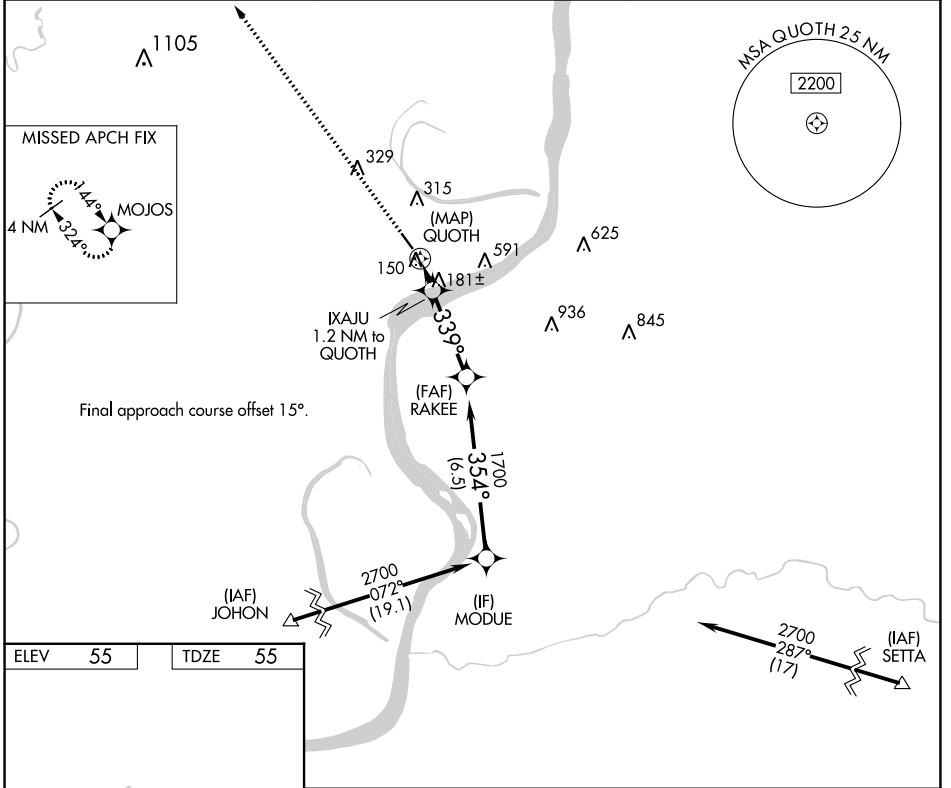 1105
MSA QUOTH 25 NM
2200
MISSED APCH FIX
MOJOS
4 NM
144°
324°
329
315
(MAP)
QUOTH
591
625
150
181±
IXAJU
1.2 NM to
QUOTH
339°
936
845
(FAF)
RAKEE
Final approach course offset 15°.
1700
354°
(6.5)
(IAF)
JOHON
2700
072°
(19.1)
(IF)
MODUE
2700
287°
(17)
(IAF)
SETTA
ELEV 55
TDZE 55